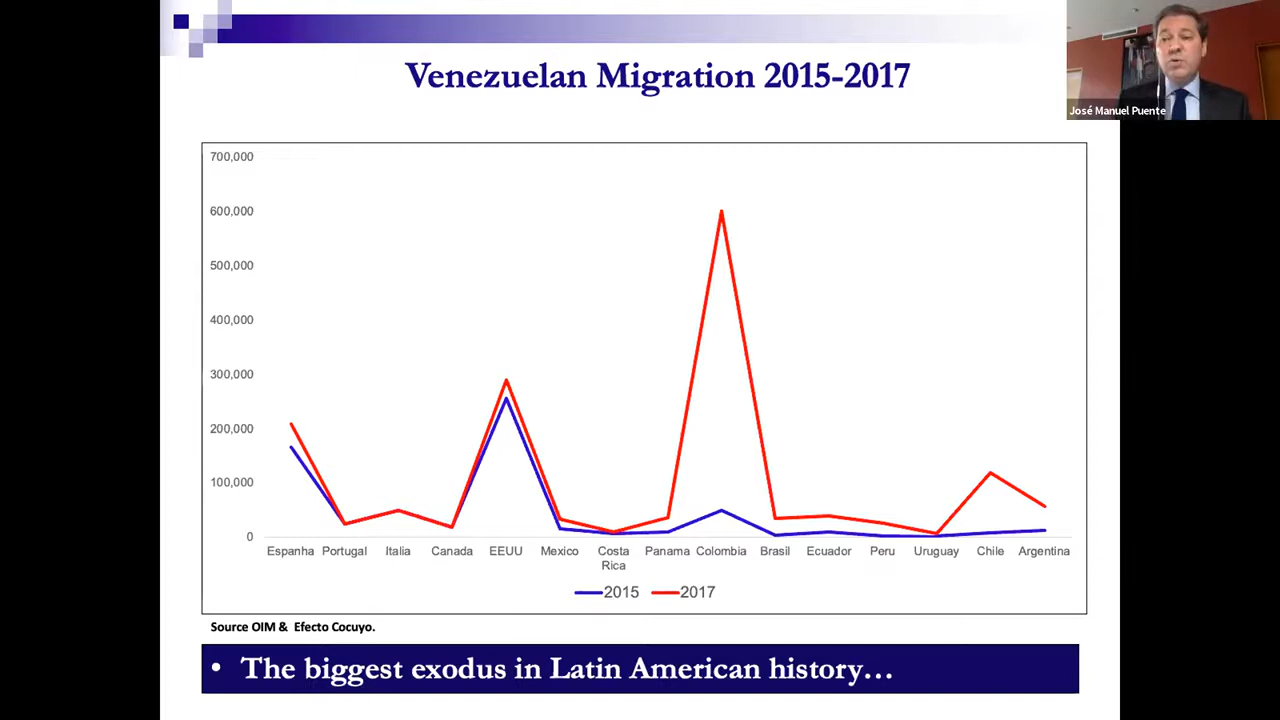 Venezuelan Migration 2015-2017
José Manuel Puente
700,000
600,000
500,000
400,000
300,000
200,000
100,000
0
Espanha Portugal Italia Canada EEUU Mexico Costa Rica Panama Colombia Brasil Ecuador Peru Uruguay Chile Argentina
2015 2017
Source OIM & Efecto Cocuyo.
• The biggest exodus in Latin American history…